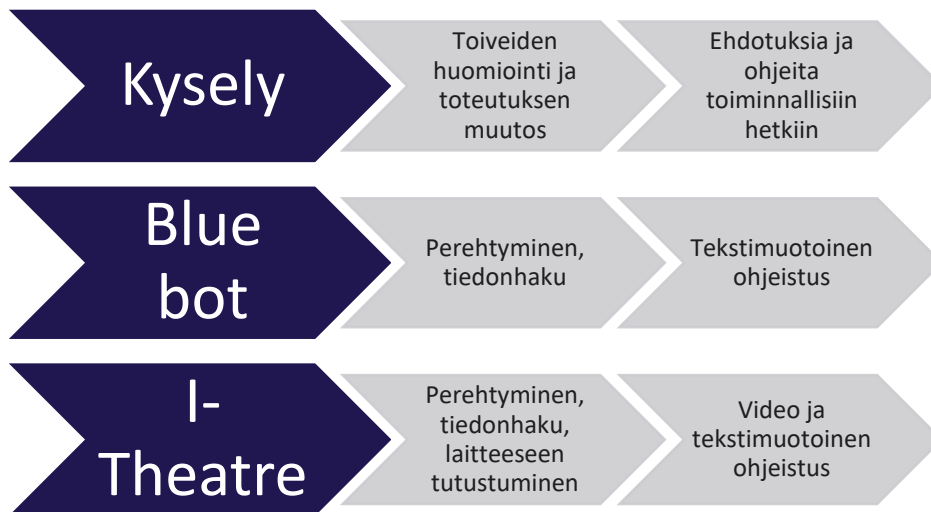 Kysely
Toiveiden
huomiointi ja
toteutuksen
muutos
Ehdotuksia ja
ohjeita
toiminnallisiin
hetkiin
Blue
bot
Perehtyminen,
tiedonhaku
Tekstimuotoinen
ohjeistus
I-
Theatre
Perehtyminen,
tiedonhaku,
laitteeseen
tutustuminen
Video ja
tekstimuotoinen
ohjeistus